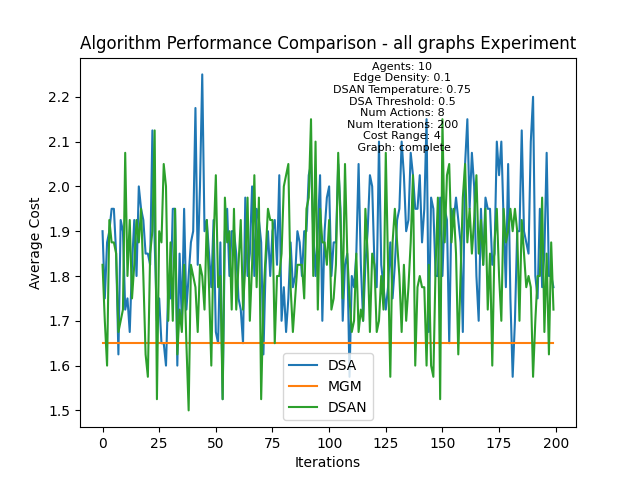 Algorithm Performance Comparison - all graphs Experiment
Agents: 10
Edge Density: 0.1
DSAN Temperature: 0.75
DSA Threshold: 0.5
Num Actions: 8
Num Iterations: 200
Cost Range: 4
Graph: complete
2.2
2.1
2.0
1.9
1.8
1.7
1.6
1.5
Average Cost
DSA
MGM
DSAN
0
25
50
75
100
125
150
175
200
Iterations